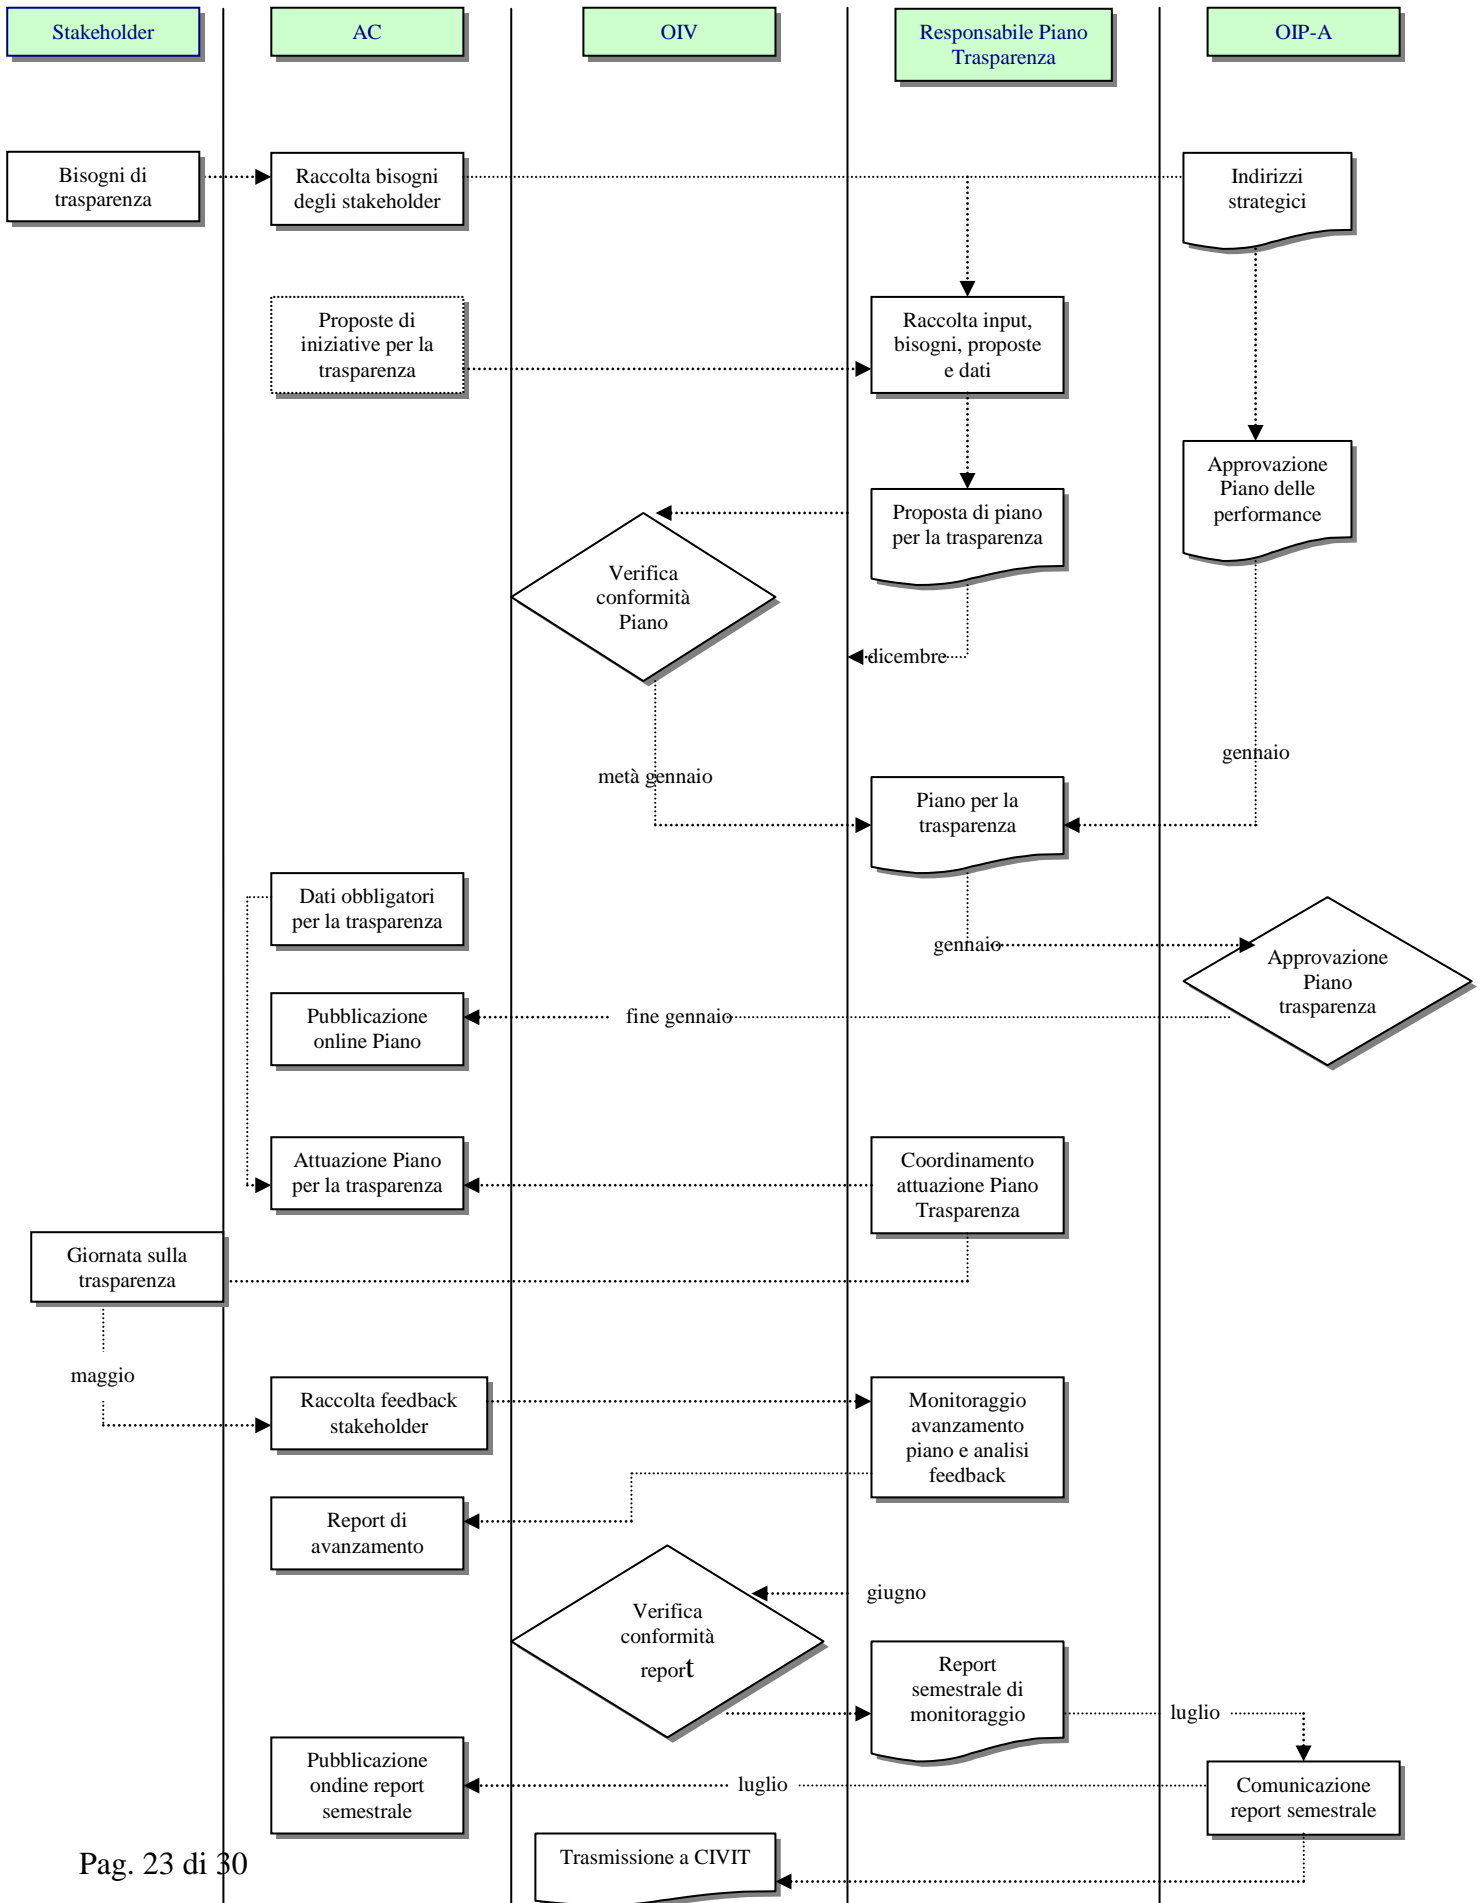 Stakeholder
AC
OIV
Responsabile Piano
Trasparenza
OIP-A
Bisogni di
trasparenza
Raccolta bisogni
degli stakeholder
Indirizzi
strategici
Proposte di
iniziative per la
trasparenza
Raccolta input,
bisogni, proposte
e dati
Approvazione
Piano delle
performance
Proposta di piano
per la trasparenza
Verifica
conformità
Piano
dicembre
gennaio
metà gennaio
Piano per la
trasparenza
Dati obbligatori
per la trasparenza
gennaio
Approvazione
Piano
trasparenza
Pubblicazione
online Piano
fine gennaio
Attuazione Piano
per la trasparenza
Coordinamento
attuazione Piano
Trasparenza
Giornata sulla
trasparenza
maggio
Raccolta feedback
stakeholder
Monitoraggio
avanzamento
piano e analisi
feedback
Report di
avanzamento
giugno
Verifica
conformità
report
Report
semestrale di
monitoraggio
luglio
Pubblicazione
ondine report
semestrale
luglio
Comunicazione
report semestrale
Trasmissione a CIVIT
Pag. 23 di 30